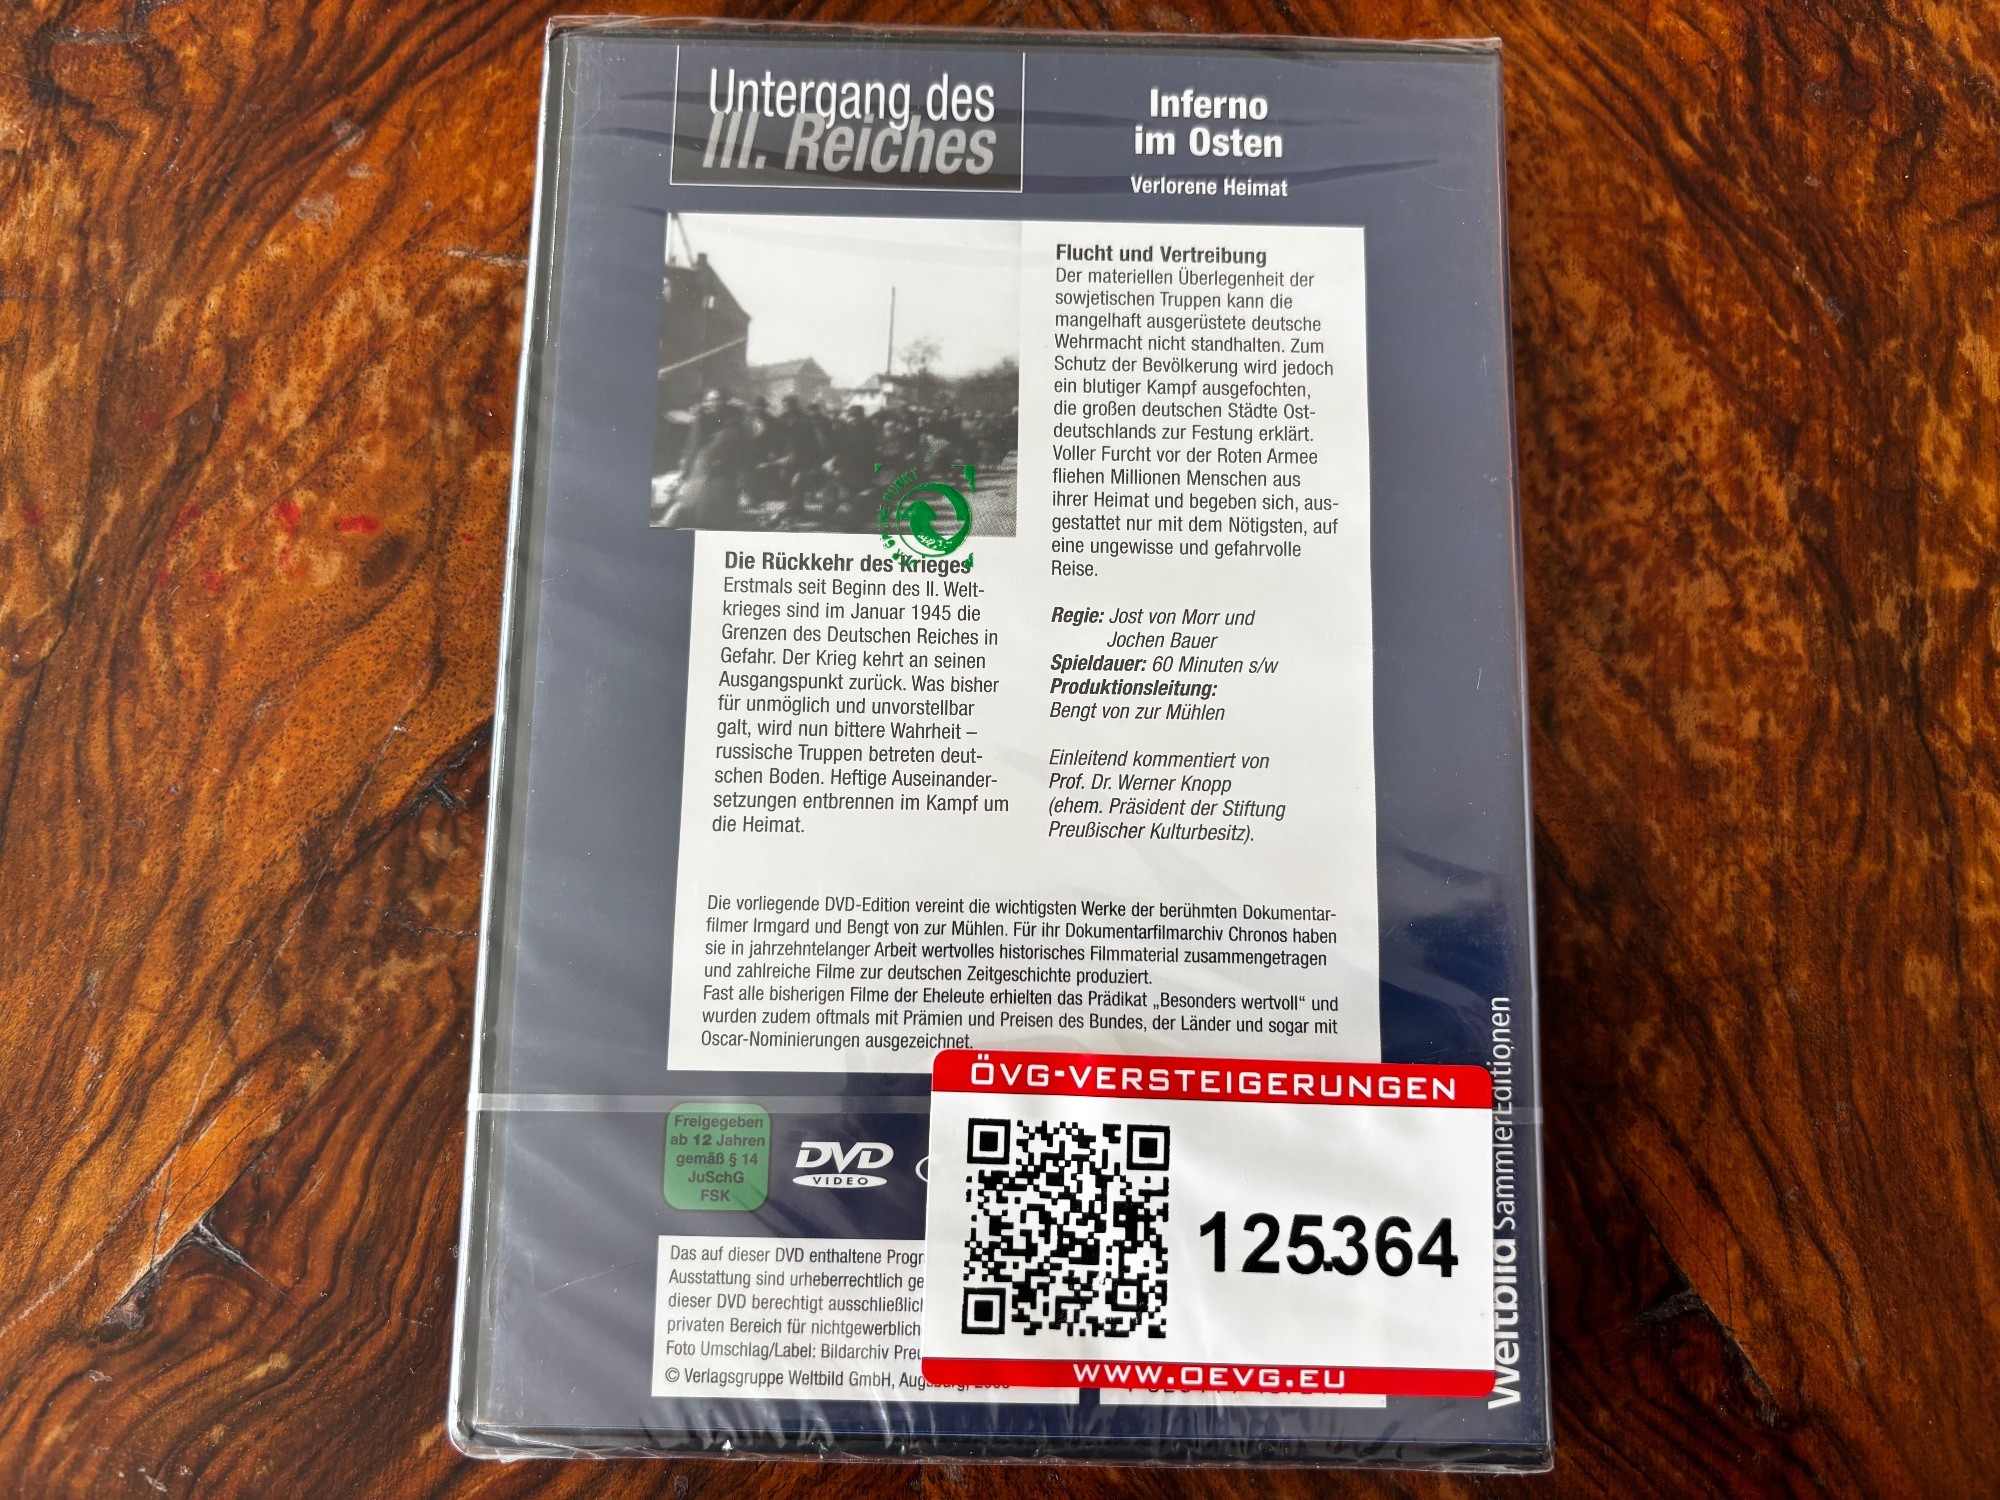 Untergang des
III. Reiches
Inferno
im Osten
Verlorene Heimat
Die Rückkehr des Krieges
Erstmals seit Beginn des II. Welt-
krieges sind im Januar 1945 die
Grenzen des Deutschen Reiches in
Gefahr. Der Krieg kehrt an seinen
Ausgangspunkt zurück. Was bisher
für unmöglich und unvorstellbar
galt, wird nun bittere Wahrheit –
russische Truppen betreten deut-
schen Boden. Heftige Auseinander-
setzungen entbrennen im Kampf um
die Heimat.
Flucht und Vertreibung
Der materiellen Überlegenheit der
sowjetischen Truppen kann die
mangelhaft ausgerüstete deutsche
Wehrmacht nicht standhalten. Zum
Schutz der Bevölkerung wird jedoch
ein blutiger Kampf ausgefochten,
die großen deutschen Städte Ost-
deutschlands zur Festung erklärt.
Voller Furcht vor der Roten Armee
fliehen Millionen Menschen aus
ihrer Heimat und begeben sich, aus-
gestattet nur mit dem Nötigsten, auf
eine ungewisse und gefahrvolle
Reise.
Regie: Jost von Morr und
Jochen Bauer
Spieldauer: 60 Minuten s/w
Produktionsleitung:
Bengt von zur Mühlen
Einleitend kommentiert von
Prof. Dr. Werner Knopp
(ehem. Präsident der Stiftung
Preußischer Kulturbesitz).
Die vorliegende DVD-Edition vereint die wichtigsten Werke der berühmten Dokumentar-
filmer Irmgard und Bengt von zur Mühlen. Für ihr Dokumentarfilmarchiv Chronos haben
sie in jahrzehntelanger Arbeit wertvolles historisches Filmmaterial zusammengetragen
und zahlreiche Filme zur deutschen Zeitgeschichte produziert.
Fast alle bisherigen Filme der Eheleute erhielten das Prädikat „Besonders wertvoll“ und
wurden zudem oftmals mit Prämien und Preisen des Bundes, der Länder und sogar mit
Oscar-Nominierungen ausgezeichnet.
Freigegeben
ab 12 Jahren
gemäß § 14
JuSchG
FSK
DVD
VIDEO
ÖVG-VERSTEIGERUNGEN
125.364
WWW.OEVG.EU
Das auf dieser DVD enthaltene Progr
Ausstattung sind urheberrechtlich ge
dieser DVD berechtigt ausschließlich
privaten Bereich für nichtgewerblich
Foto Umschlag/Label: Bildarchiv Preu
© Verlagsgruppe Weltbild GmbH,
Weltbild SammlerEditionen